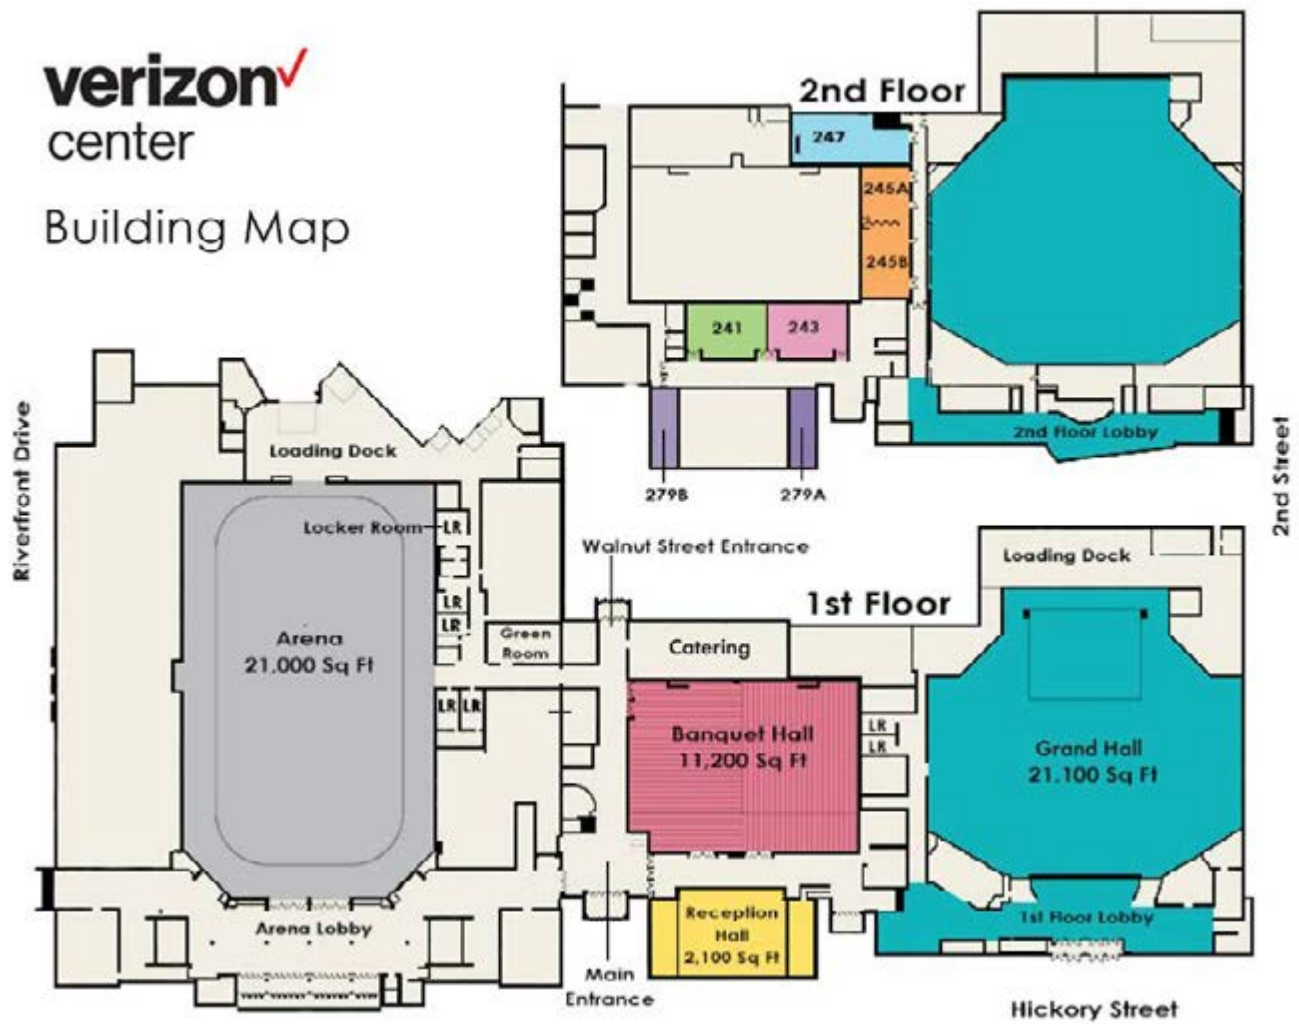 verizon
center
Building Map
2nd Floor
247
245A
245B
241
243
2nd Floor Lobby
279B
279A
2nd Street
Riverfront Drive
Loading Dock
Locker Room
LR
LR
LR
Green
Room
LR
LR
Arena
21.000 Sq Ft
Arena Lobby
Walnut Street Entrance
1st Floor
Loading Dock
Catering
Banquet Hall
11,200 Sq Ft
LR
LR
Grand Hall
21.100 Sq Ft
1st Floor Lobby
Reception
Hall
2,100 Sq Ft
Main
Entrance
Hickory Street